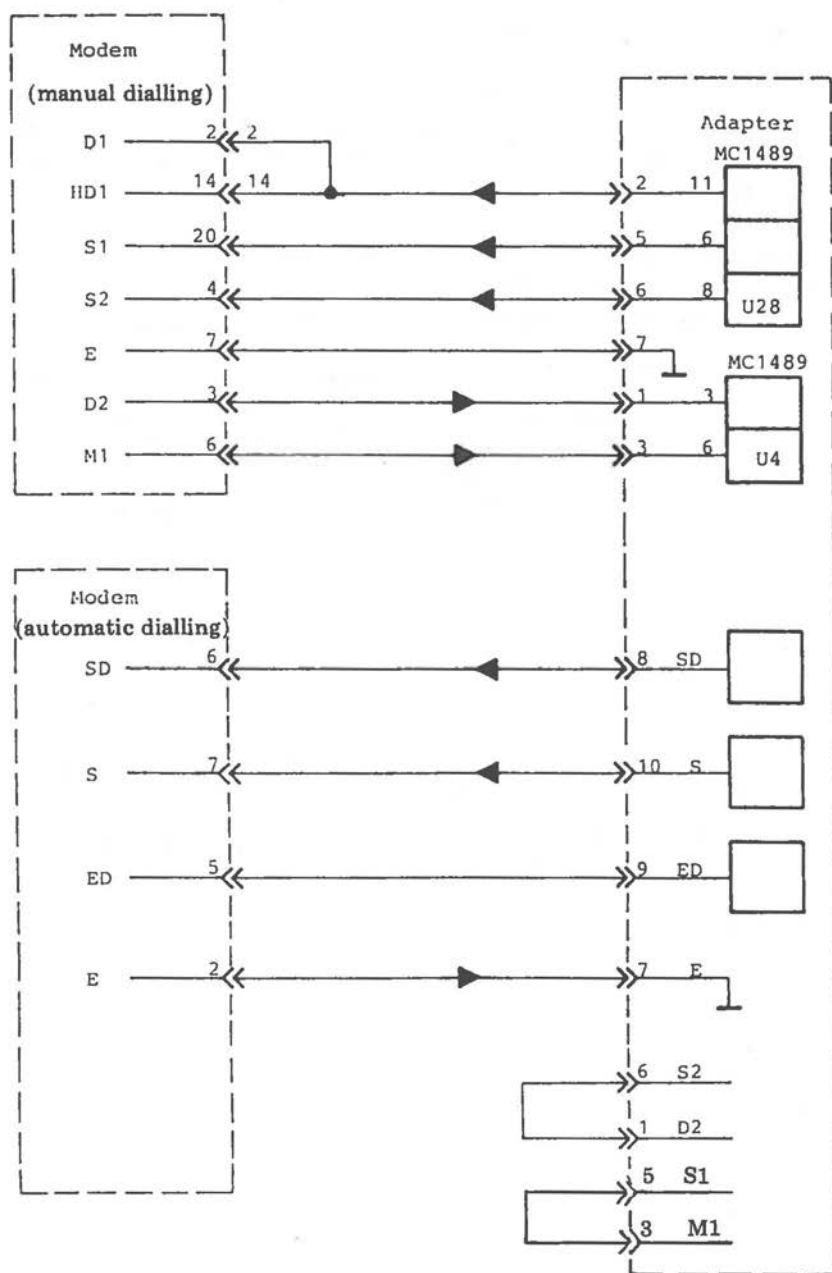 Modem
(manual dialling)
Adapter
MC1489
D1 2 2
HD1 14 14 2 11
S1 20 5 6
S2 4 6 8 U28
E 7 7
MC1489
D2 3 1 3
M1 6 3 6 U4
Modem
(automatic dialling)
SD 6 8 SD
S 7 10 S
ED 5 9 ED
E 2 7 E
6 S2
1 D2
5 S1
3 M1